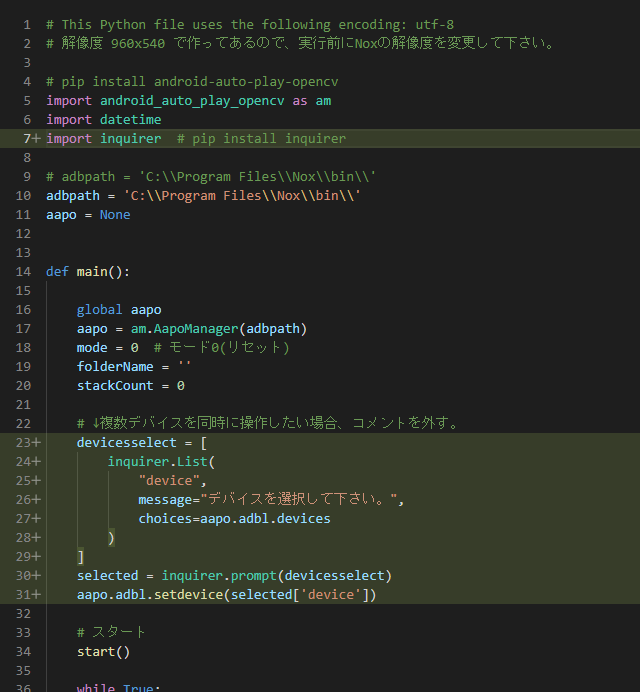 1 # This Python file uses the following encoding: utf-8
2 # 解像度 960x540 で作ってあるので、実行前にNoxの解像度を変更して下さい。
3
4 # pip install android-auto-play-opencv
5 import android_auto_play_opencv as am
6 import datetime
7+ import inquirer  # pip install inquirer
8
9 # adbpath = 'C:\\Program Files\\Nox\\bin\\'
10 adbpath = 'C:\\Program Files\\Nox\\bin\\'
11 aapo = None
12
13
14 def main():
15
16     global aapo
17     aapo = am.AapoManager(adbpath)
18     mode = 0  # モード0(リセット)
19     folderName = ''
20     stackCount = 0
21
22     # ↓複数デバイスを同時に操作したい場合、コメントを外す。
23+     devicesselect = [
24+         inquirer.List(
25+             "device",
26+             message="デバイスを選択して下さい。",
27+             choices=aapo.adbl.devices
28+         )
29+     ]
30+     selected = inquirer.prompt(devicesselect)
31+     aapo.adbl.setdevice(selected['device'])
32
33     # スタート
34     start()
35
36     while True: